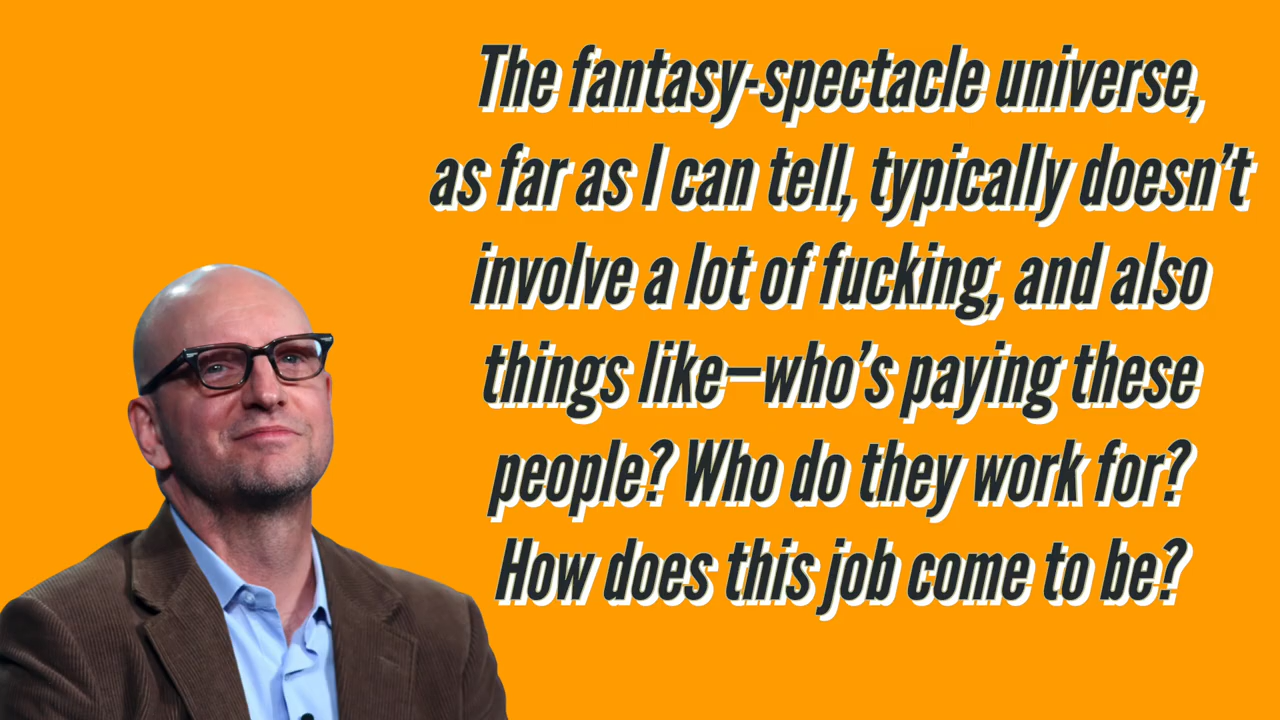 The fantasy-spectacle universe,
as far as I can tell, typically doesn’t
involve a lot of fucking, and also
things like—who’s paying these
people? Who do they work for?
How does this job come to be?